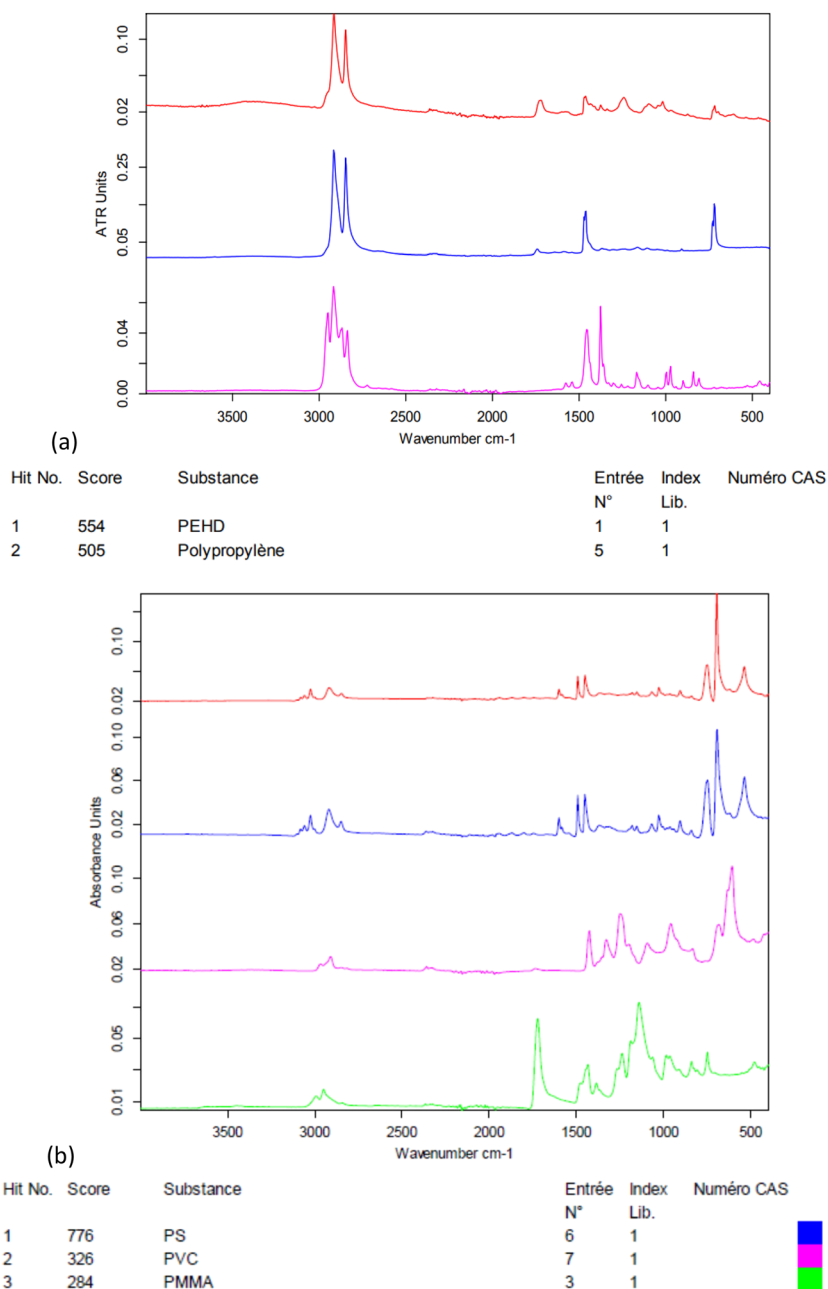 0.10
0.02
0.25
0.05
0.04
0.00
ATR Units
3500 3000 2500 2000 1500 1000 500
Wavenumber cm-1
(a)
Hit No. Score Substance Entrée Index Numéro CAS
N° Lib.
1 554 PEHD 1 1
2 505 Polypropylène 5 1
0.10
0.02
0.10
0.06
0.02
0.10
0.06
0.02
0.05
0.01
Absorbance Units
3500 3000 2500 2000 1500 1000 500
Wavenumber cm-1
(b)
Hit No. Score Substance Entrée Index Numéro CAS
N° Lib.
1 776 PS 6 1
2 326 PVC 7 1
3 284 PMMA 3 1